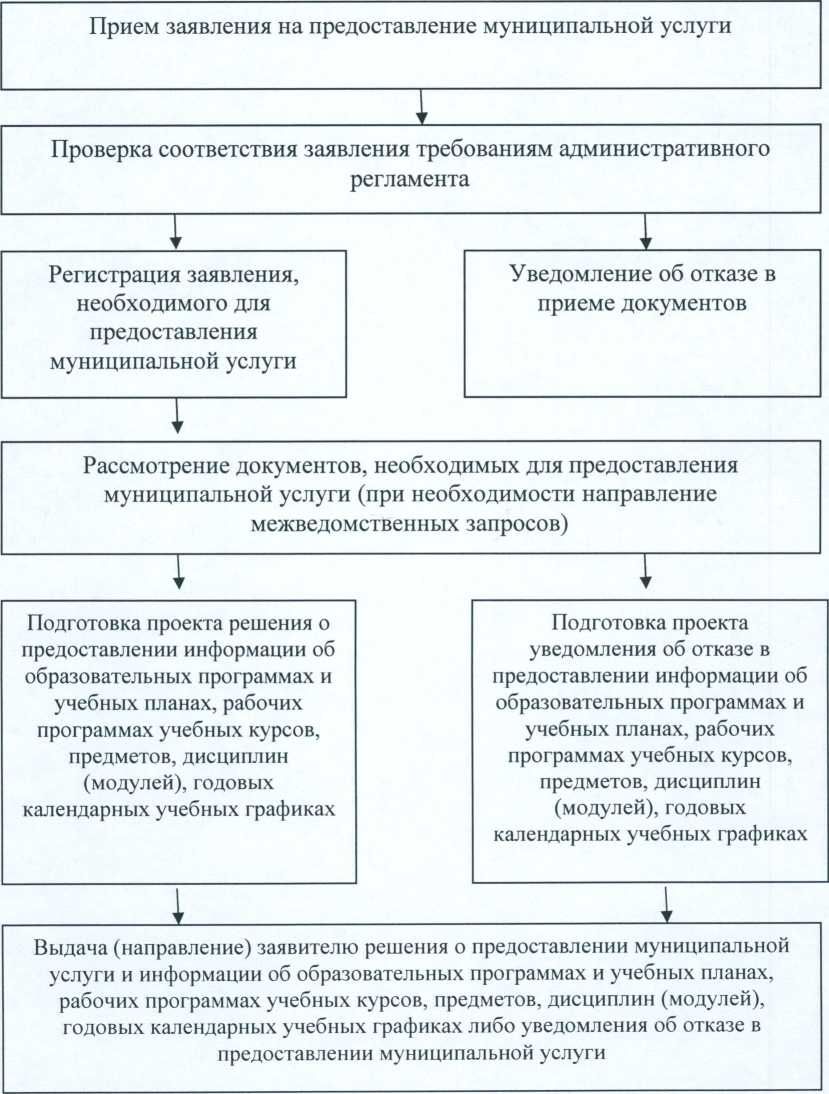 Прием заявления на предоставление муниципальной услуги
Проверка соответствия заявления требованиям административного
регламента
Регистрация заявления,
необходимого для
предоставления
муниципальной услуги
Уведомление об отказе в
приеме документов
Рассмотрение документов, необходимых для предоставления
муниципальной услуги (при необходимости направление
межведомственных запросов)
Подготовка проекта решения о
предоставлении информации об
образовательных программах и
учебных планах, рабочих
программах учебных курсов,
предметов, дисциплин
(модулей), годовых
календарных учебных графиках
Подготовка проекта
уведомления об отказе в
предоставлении информации об
образовательных программах и
учебных планах, рабочих
программах учебных курсов,
предметов, дисциплин
(модулей), годовых
календарных учебных графиках
Выдача (направление) заявителю решения о предоставлении муниципальной
услуги и информации об образовательных программах и учебных планах,
рабочих программах учебных курсов, предметов, дисциплин (модулей),
годовых календарных учебных графиках либо уведомления об отказе в
предоставлении муниципальной услуги